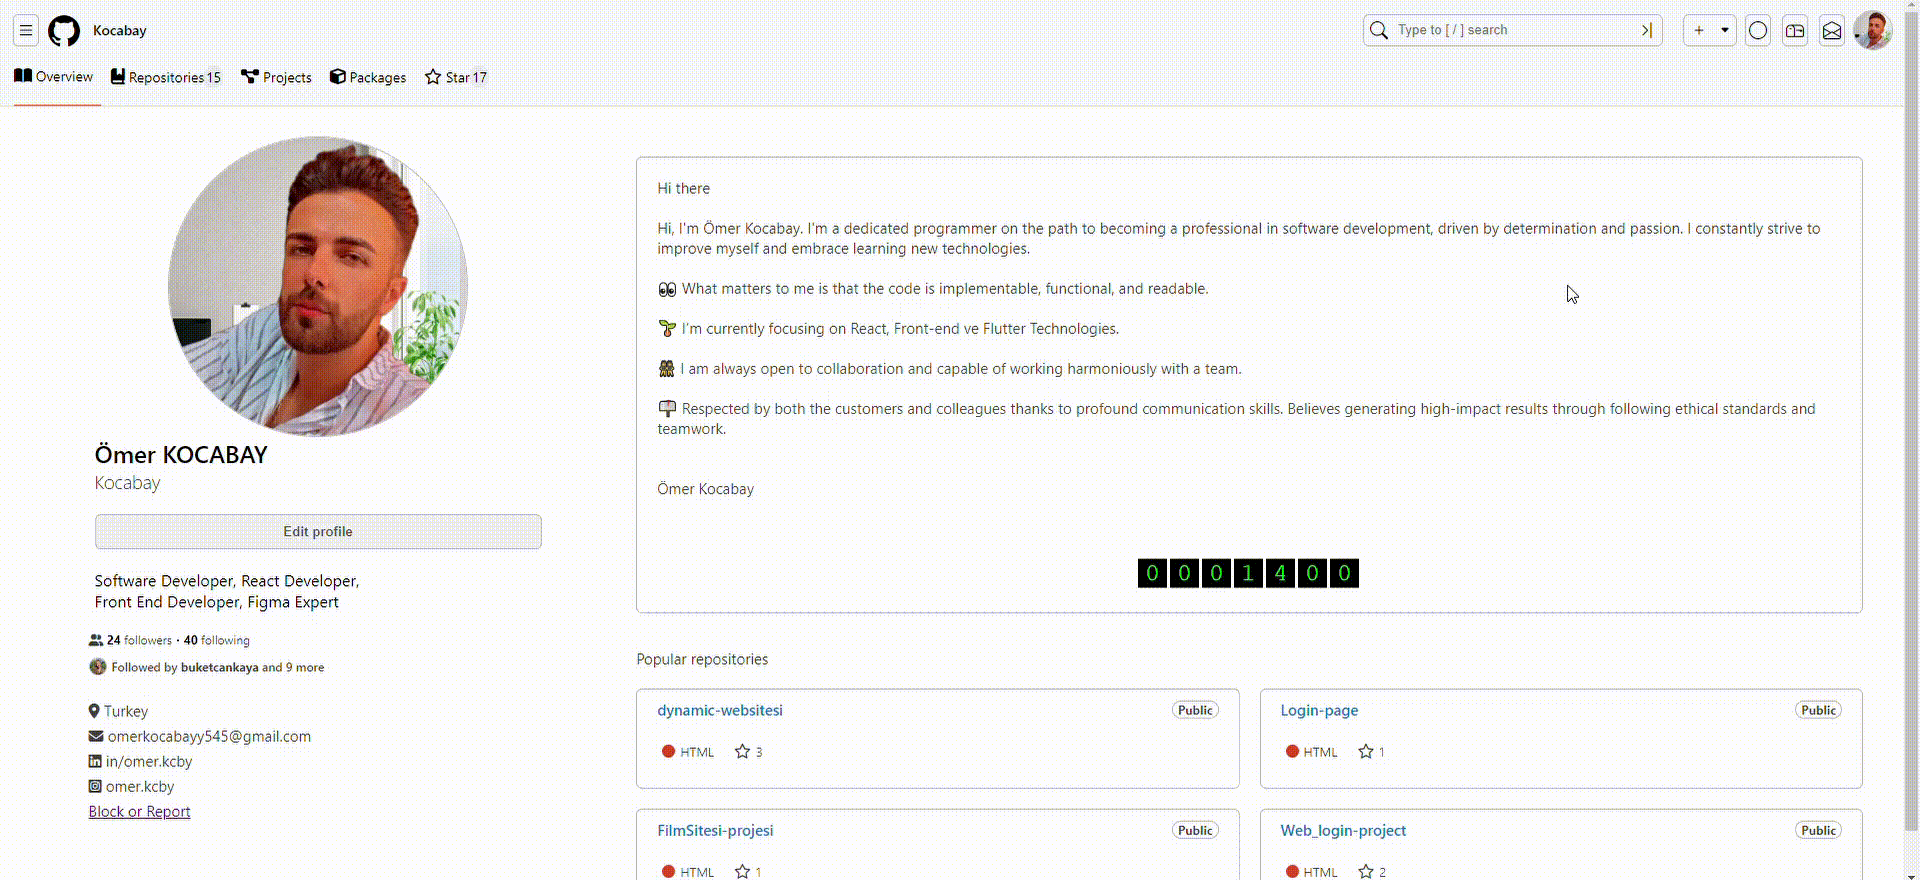 Kocabay
Type to [ / ] search
Overview
Repositories 15
Projects
Packages
Star 17
Ömer KOCABAY
Kocabay
Edit profile
Software Developer, React Developer,
Front End Developer, Figma Expert
24 followers · 40 following
Followed by buketcankaya and 9 more
Turkey
omerkocabayy545@gmail.com
in/omer.kcby
omer.kcby
Block or Report
Hi there
Hi, I'm Ömer Kocabay. I'm a dedicated programmer on the path to becoming a professional in software development, driven by determination and passion. I constantly strive to
improve myself and embrace learning new technologies.
👀 What matters to me is that the code is implementable, functional, and readable.
🌱 I'm currently focusing on React, Front-end ve Flutter Technologies.
I am always open to collaboration and capable of working harmoniously with a team.
Respected by both the customers and colleagues thanks to profound communication skills. Believes generating high-impact results through following ethical standards and
teamwork.
Ömer Kocabay
0 0 0 1 4 0 0
Popular repositories
dynamic-websitesi Public
HTML 3
Login-page Public
HTML 1
FilmSitesi-projesi Public
HTML 1
Web_login-project Public
HTML 2